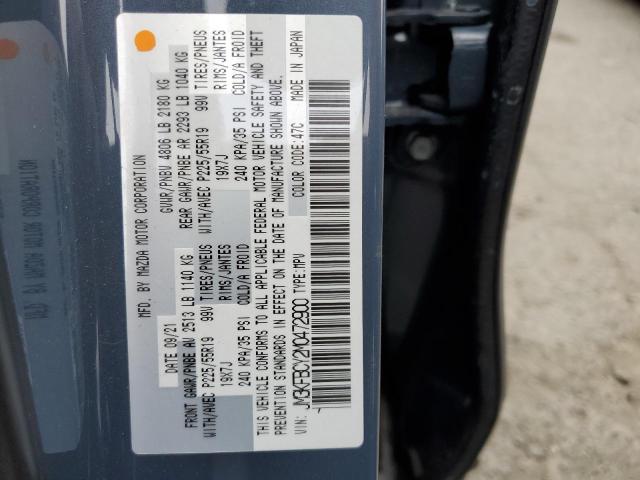 MFD. BY MAZDA MOTOR CORPORATION
DATE 09/21 GVWR/PNBV 4806 LB 2180 KG
FRONT GAWR/PNBE AV 2513 LB 1140 KG REAR GAWR/PNBE AR 2293 LB 1040 KG
WITH/AVEC P225/55R19 99V TIRES/PNEUS WITH/AVEC P225/55R19 99V TIRES/PNEUS
19X7J RIMS/JANTES 19X7J RIMS/JANTES
240 KPA/35 PSI COLD/A FROID 240 KPA/35 PSI COLD/A FROID
THIS VEHICLE CONFORMS TO ALL APPLICABLE FEDERAL MOTOR VEHICLE SAFETY AND THEFT
PREVENTION STANDARDS IN EFFECT ON THE DATE OF MANUFACTURE SHOWN ABOVE.
VIN: JM3KFBCY2M0472900 TYPE:MPV COLOR CODE:47C MADE IN JAPAN